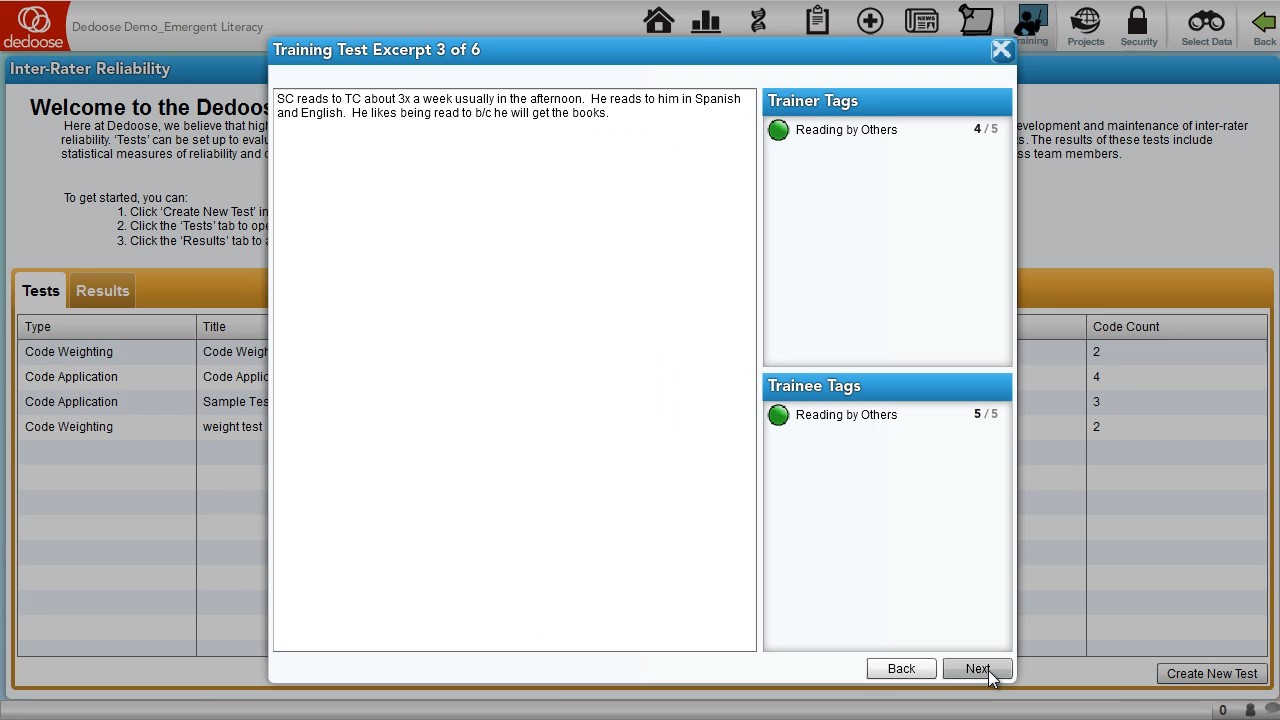 dedoose
Dedoose Demo_Emergent Literacy
Training
Projects
Security
Select Data
Back
Inter-Rater Reliability
Training Test Excerpt 3 of 6
Welcome to the Dedoos
Here at Dedoose, we believe that high
evelopment and maintenance of inter-rater
reliability. 'Tests' can be set up to evalu
s. The results of these tests include
statistical measures of reliability and c
ss team members.
To get started, you can:
1. Click 'Create New Test' in
2. Click the 'Tests' tab to ope
3. Click the 'Results' tab to a
SC reads to TC about 3x a week usually in the afternoon. He reads to him in Spanish
and English. He likes being read to b/c he will get the books.
Trainer Tags
Reading by Others 4 / 5
Trainee Tags
Reading by Others 5 / 5
Tests Results
Type Title Code Count
Code Weighting Code Weigh 2
Code Application Code Applic 4
Code Application Sample Tes 3
Code Weighting weight test 2
Back Next
Create New Test
0
NEWS